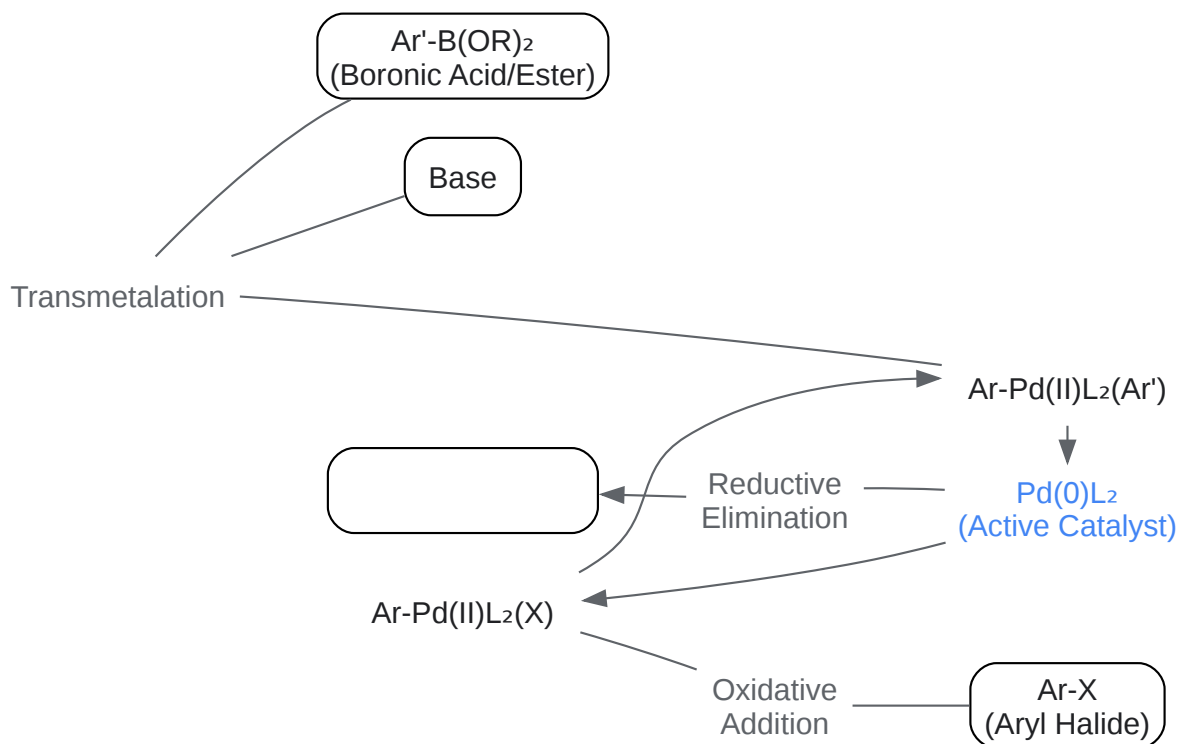 Ar'-B(OR)₂
(Boronic Acid/Ester)
Base
Transmetalation
Ar-Pd(II)L₂(Ar')
Reductive
Elimination
Pd(0)L₂
(Active Catalyst)
Ar-Pd(II)L₂(X)
Oxidative
Addition
Ar-X
(Aryl Halide)